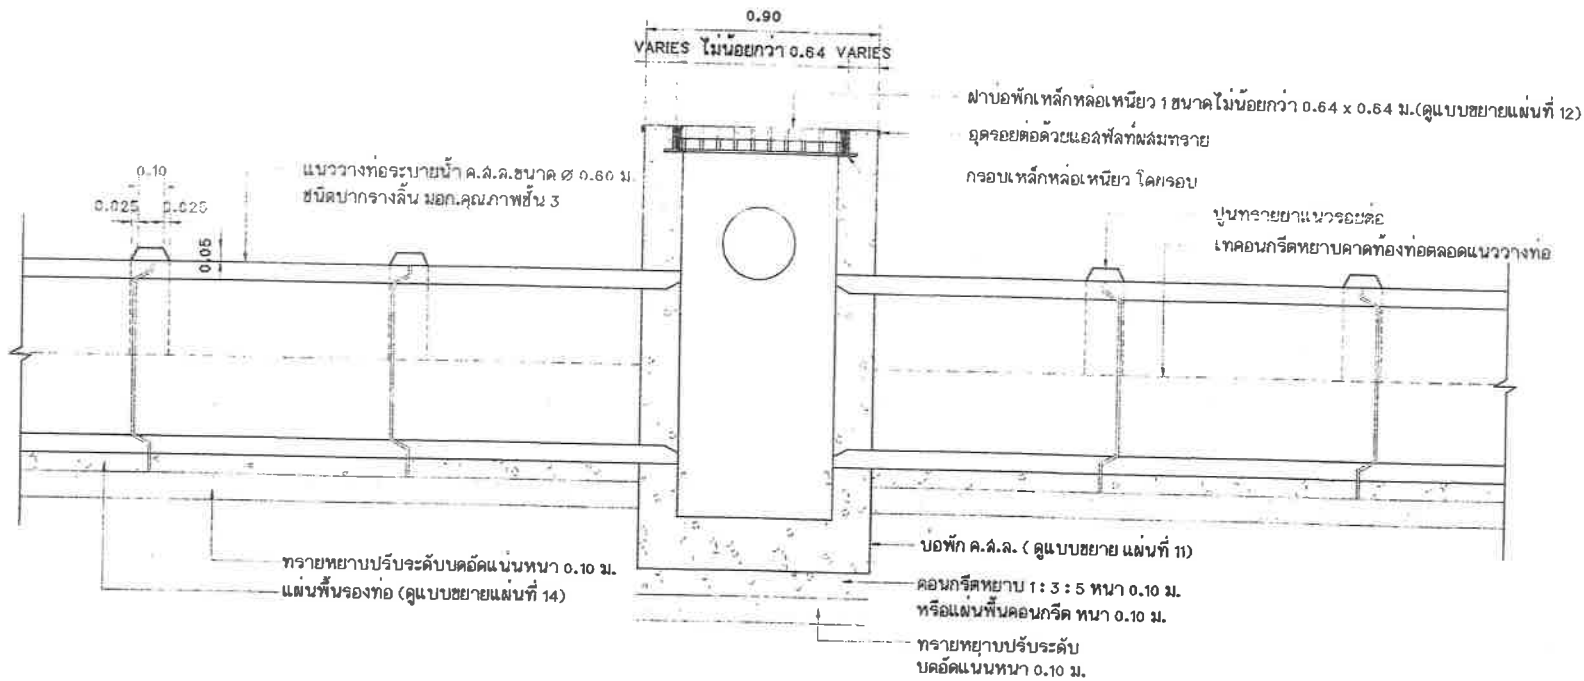 0.90
VARIES ไม่น้อยกว่า 0.64 VARIES
ฝาบ่อพักเหล็กหล่อเหนียว 1 ขนาดไม่น้อยกว่า 0.64 x 0.64 ม.(ดูแบบขยายแผ่นที่ 12)
อุดรอยต่อด้วยแอสฟัลท์ผสมทราย
กรอบเหล็กหล่อเหนียว โดยรอบ
0.10
แนววางท่อระบายน้ำ ค.ส.ล.ขนาด Ø 0.60 ม.
ชนิดปากรางลิ้น มอก.คุณภาพชั้น 3
0.025 0.025
0.05
ปูนทรายยาแนวรอยต่อ
เทคอนกรีตหยาบคาดท้องท่อตลอดแนววางท่อ
บ่อพัก ค.ส.ล. ( ดูแบบขยาย แผ่นที่ 11)
ทรายหยาบปรับระดับบดอัดแน่นหนา 0.10 ม.
แผ่นพื้นรองท่อ (ดูแบบขยายแผ่นที่ 14)
คอนกรีตหยาบ 1 : 3 : 5 หนา 0.10 ม.
หรือแผ่นพื้นคอนกรีต หนา 0.10 ม.
ทรายหยาบปรับระดับ
บดอัดแน่นหนา 0.10 ม.